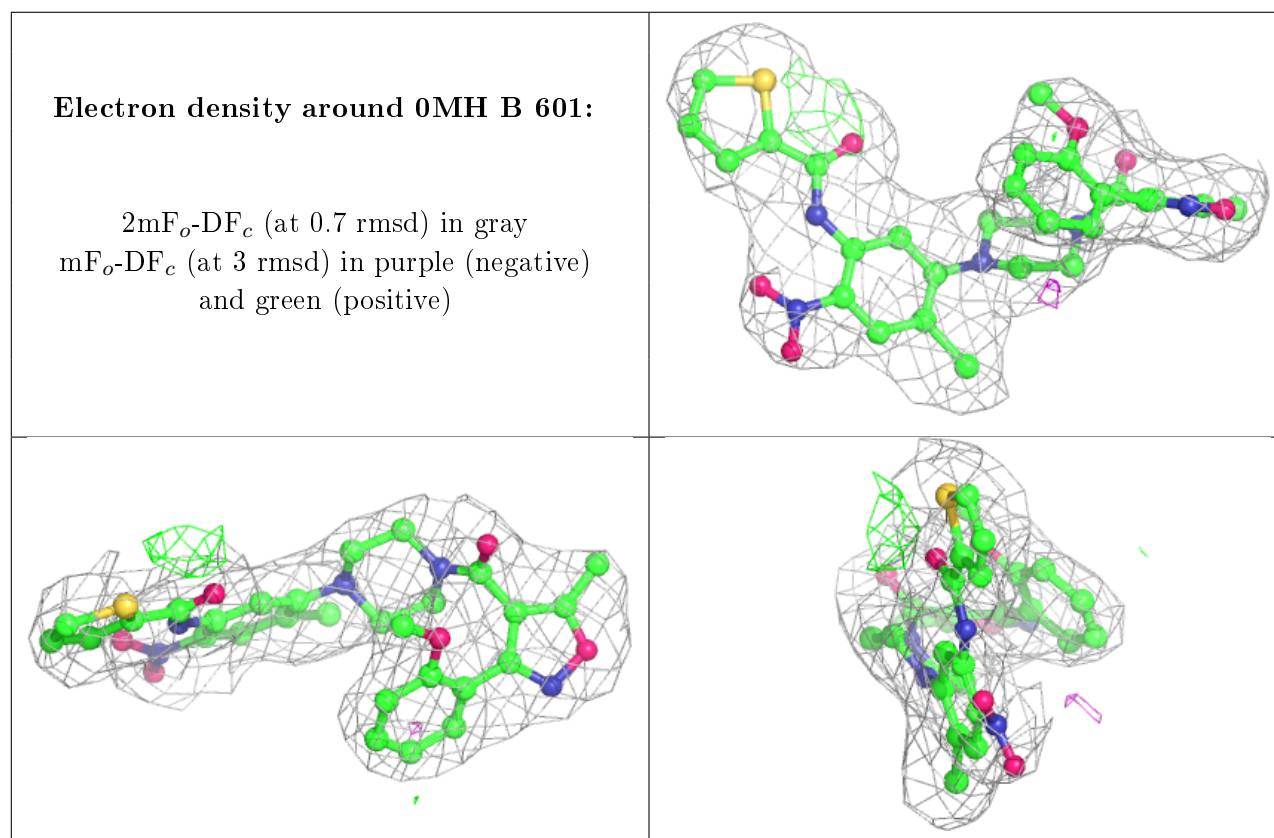 Electron density around 0MH B 601:
2mFₒ-DF𝒸 (at 0.7 rmsd) in gray
mFₒ-DF𝒸 (at 3 rmsd) in purple (negative)
and green (positive)